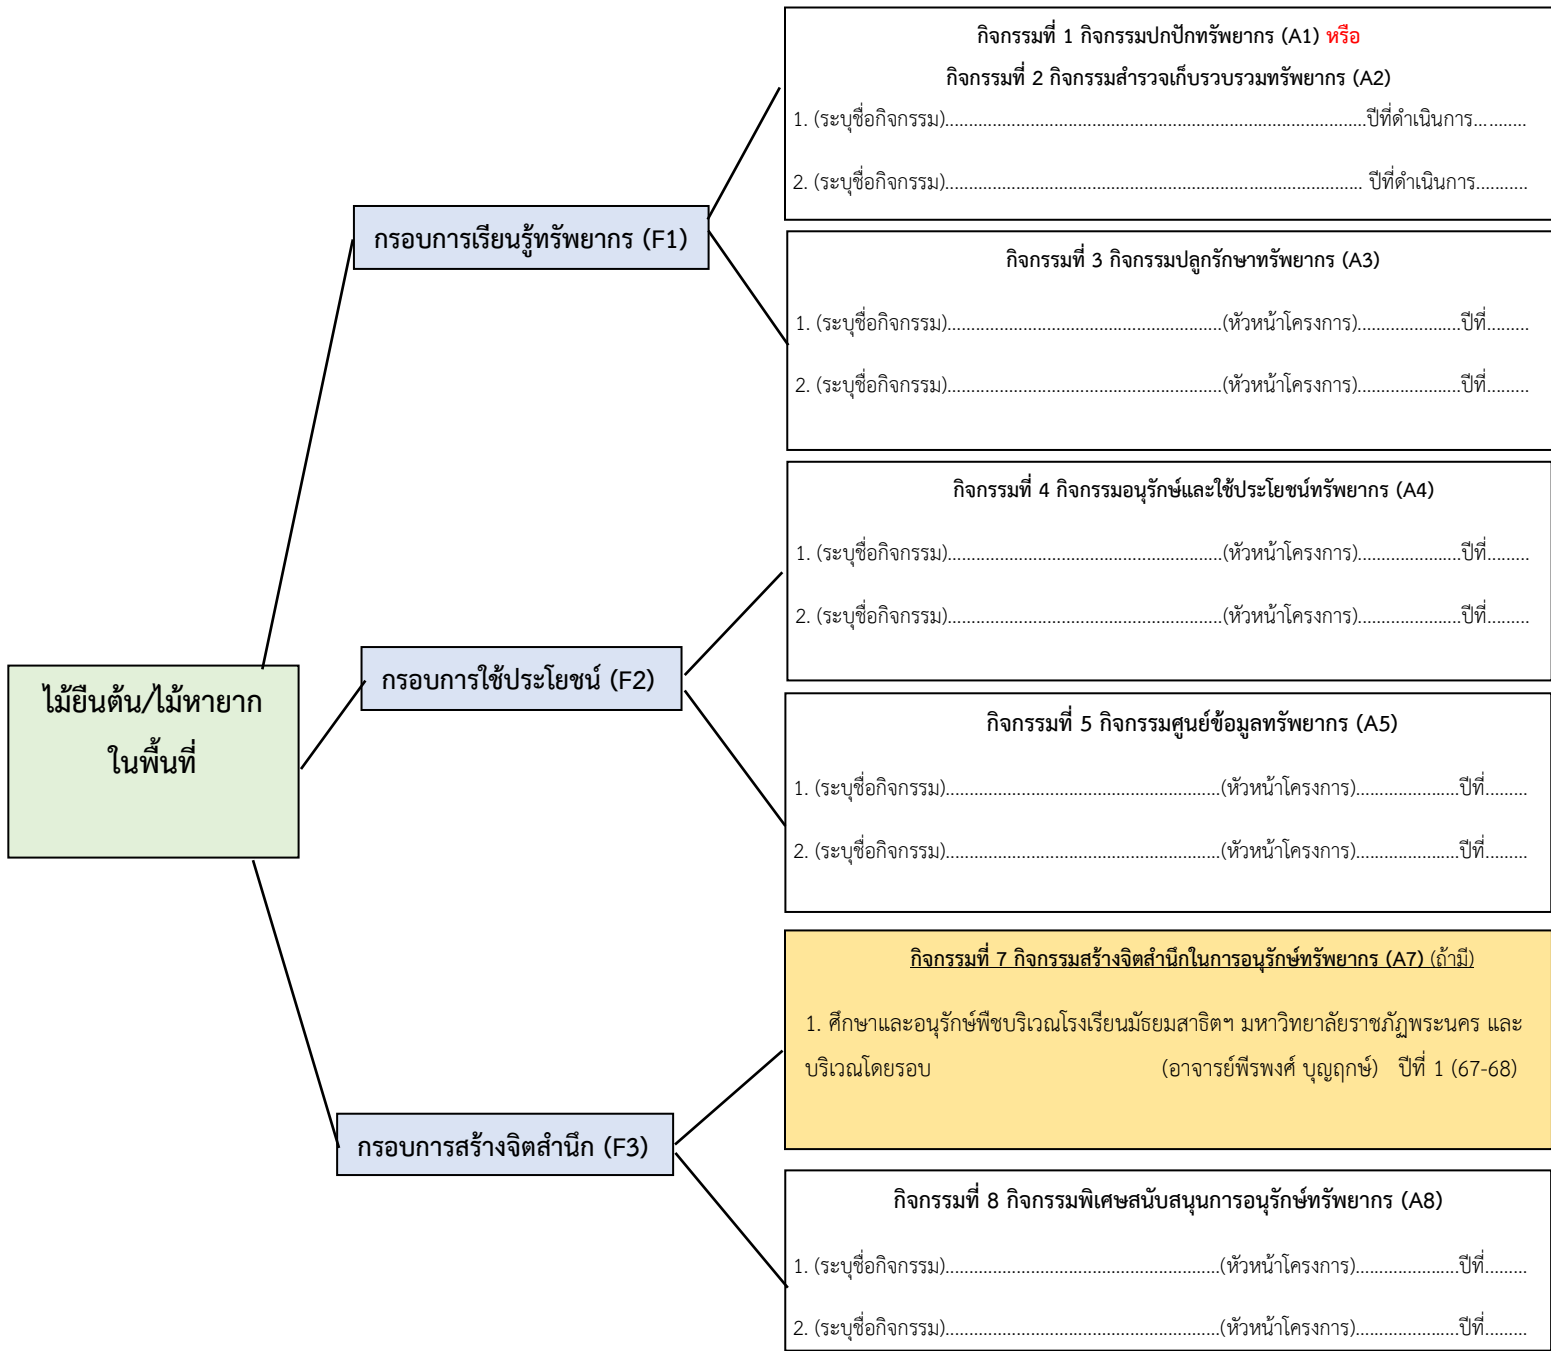 กิจกรรมที่ 1 กิจกรรมปกปักทรัพยากร (A1) หรือ
กิจกรรมที่ 2 กิจกรรมสำรวจเก็บรวบรวมทรัพยากร (A2)
1. (ระบุชื่อกิจกรรม)........................................................................................ปีที่ดำเนินการ...........
2. (ระบุชื่อกิจกรรม)........................................................................................ ปีที่ดำเนินการ...........
กรอบการเรียนรู้ทรัพยากร (F1)
กิจกรรมที่ 3 กิจกรรมปลูกรักษาทรัพยากร (A3)
1. (ระบุชื่อกิจกรรม)..........................................................(หัวหน้าโครงการ)......................ปีที่.........
2. (ระบุชื่อกิจกรรม)..........................................................(หัวหน้าโครงการ)......................ปีที่.........
กิจกรรมที่ 4 กิจกรรมอนุรักษ์และใช้ประโยชน์ทรัพยากร (A4)
1. (ระบุชื่อกิจกรรม)..........................................................(หัวหน้าโครงการ)......................ปีที่.........
2. (ระบุชื่อกิจกรรม)..........................................................(หัวหน้าโครงการ)......................ปีที่.........
กรอบการใช้ประโยชน์ (F2)
ไม้ยืนต้น/ไม้หายาก
ในพื้นที่
กิจกรรมที่ 5 กิจกรรมศูนย์ข้อมูลทรัพยากร (A5)
1. (ระบุชื่อกิจกรรม)..........................................................(หัวหน้าโครงการ)......................ปีที่.........
2. (ระบุชื่อกิจกรรม)..........................................................(หัวหน้าโครงการ)......................ปีที่.........
กิจกรรมที่ 7 กิจกรรมสร้างจิตสำนึกในการอนุรักษ์ทรัพยากร (A7) (ถ้ามี)
1. ศึกษาและอนุรักษ์พืชบริเวณโรงเรียนมัธยมสาธิตฯ มหาวิทยาลัยราชภัฏพระนคร และ
บริเวณโดยรอบ (อาจารย์พีรพงศ์ บุญฤกษ์) ปีที่ 1 (67-68)
กรอบการสร้างจิตสำนึก (F3)
กิจกรรมที่ 8 กิจกรรมพิเศษสนับสนุนการอนุรักษ์ทรัพยากร (A8)
1. (ระบุชื่อกิจกรรม)..........................................................(หัวหน้าโครงการ)......................ปีที่.........
2. (ระบุชื่อกิจกรรม)..........................................................(หัวหน้าโครงการ)......................ปีที่.........